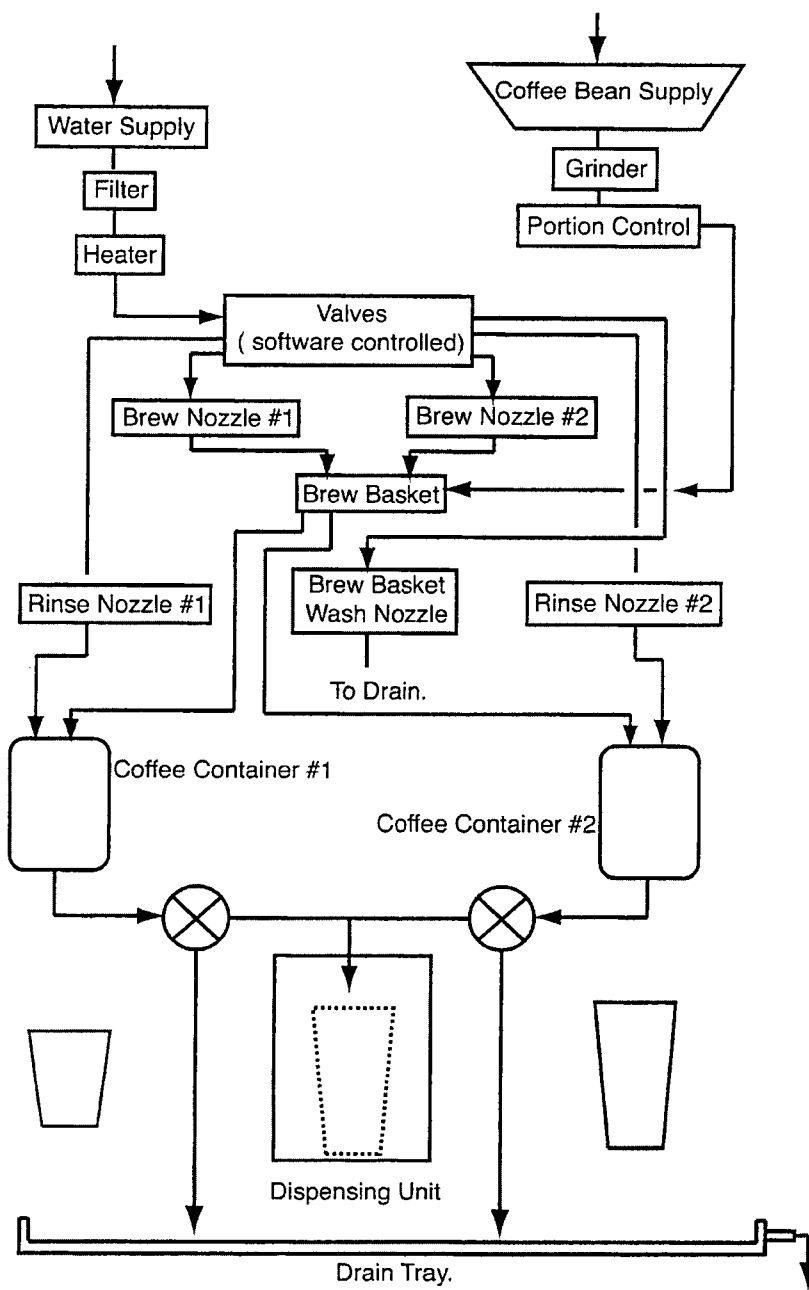 Coffee Bean Supply
Water Supply
Grinder
Filter
Portion Control
Heater
Valves
( software controlled)
Brew Nozzle #1
Brew Nozzle #2
Brew Basket
Brew Basket
Wash Nozzle
Rinse Nozzle #1
Rinse Nozzle #2
To Drain.
Coffee Container #1
Coffee Container #2
Dispensing Unit
Drain Tray.